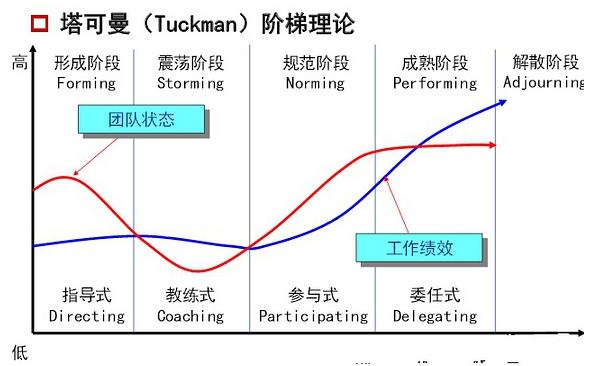 塔可曼（Tuckman）阶梯理论
高
形成阶段
Forming
震荡阶段
Storming
规范阶段
Norming
成熟阶段
Performing
解散阶段
Adjourning
团队状态
工作绩效
指导式
Directing
教练式
Coaching
参与式
Participating
委任式
Delegating
低